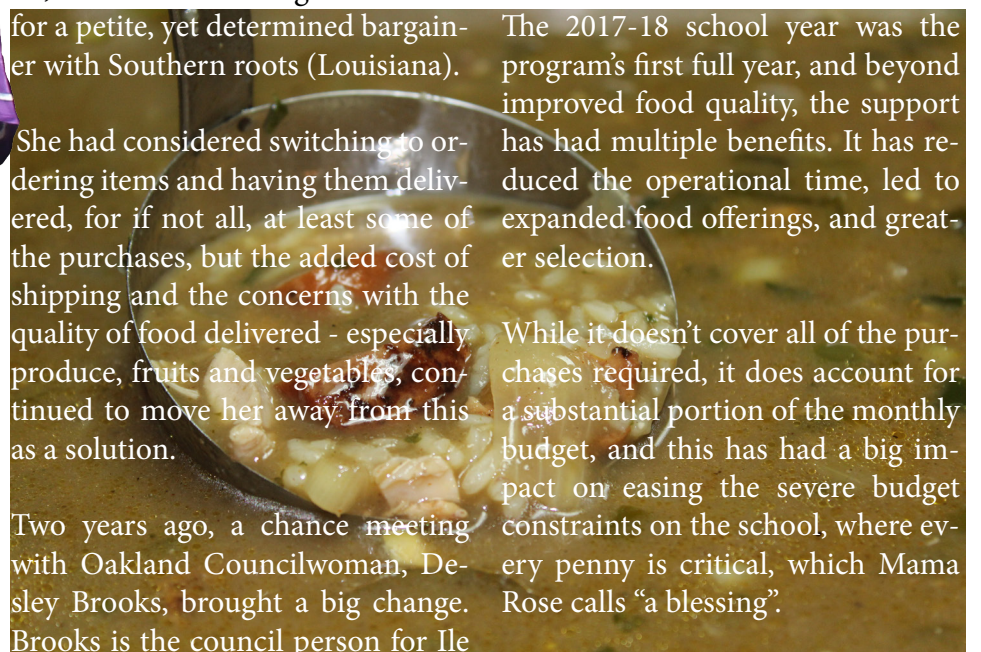 for a petite, yet determined bargain-
er with Southern roots (Louisiana).
She had considered switching to or-
dering items and having them deliv-
ered, for if not all, at least some of
the purchases, but the added cost of
shipping and the concerns with the
quality of food delivered - especially
produce, fruits and vegetables, con-
tinued to move her away from this
as a solution.
Two years ago, a chance meeting
with Oakland Councilwoman, De-
sley Brooks, brought a big change.
Brooks is the council person for Ile
The 2017-18 school year was the
program’s first full year, and beyond
improved food quality, the support
has had multiple benefits. It has re-
duced the operational time, led to
expanded food offerings, and great-
er selection.
While it doesn’t cover all of the pur-
chases required, it does account for
a substantial portion of the monthly
budget, and this has had a big im-
pact on easing the severe budget
constraints on the school, where ev-
ery penny is critical, which Mama
Rose calls “a blessing”.